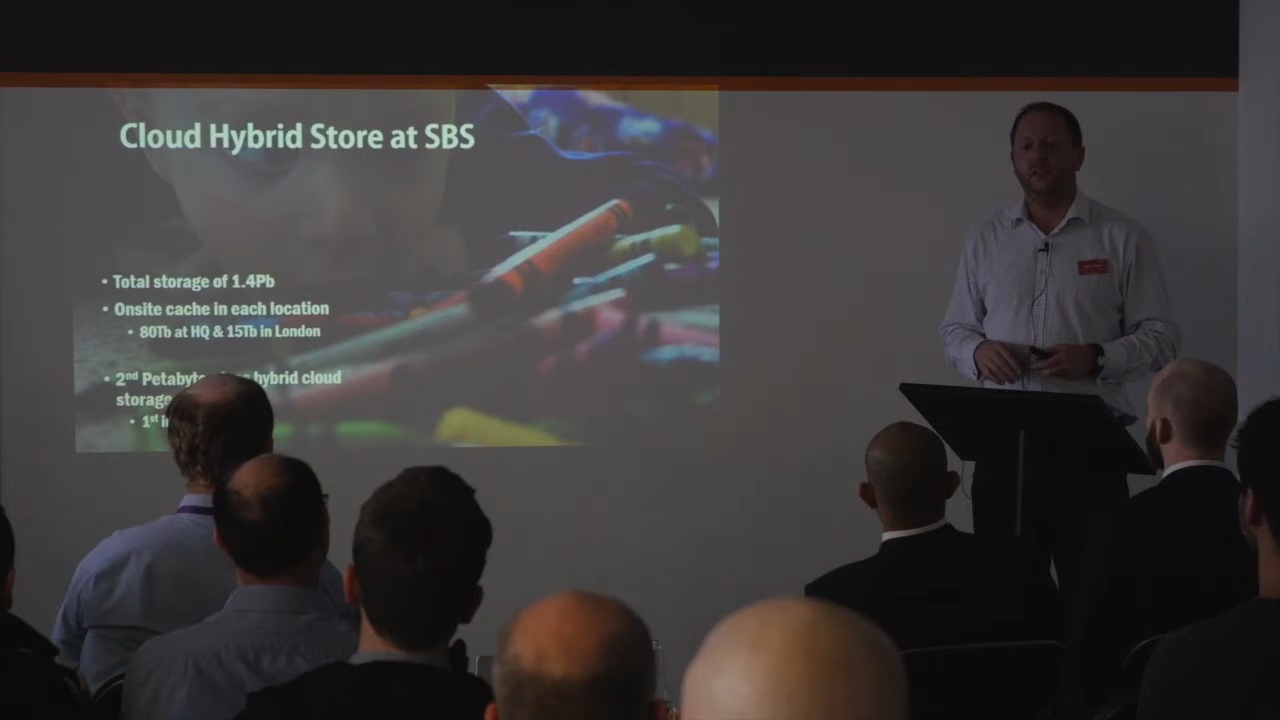 Cloud Hybrid Store at SBS
• Total storage of 1.4Pb
• Onsite cache in each location
• 80Tb at HQ & 15Tb in London
• 2nd Petabyte hybrid cloud
storage
• 1st